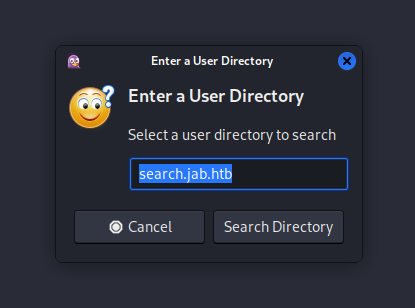 Enter a User Directory
Enter a User Directory
Select a user directory to search
search.jab.htb
Cancel
Search Directory